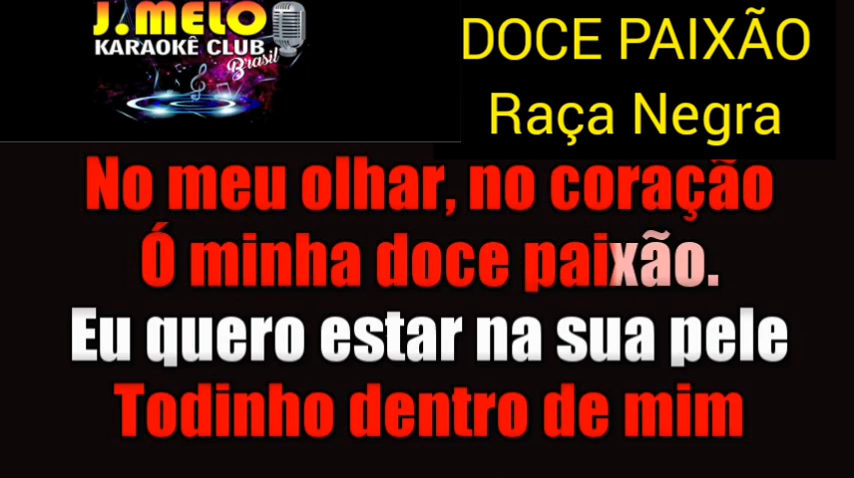 J.MELO
KARAOKÊ CLUB
Brasil
DOCE PAIXÃO
Raça Negra
No meu olhar, no coração
Ó minha doce paixão.
Eu quero estar na sua pele
Todinho dentro de mim